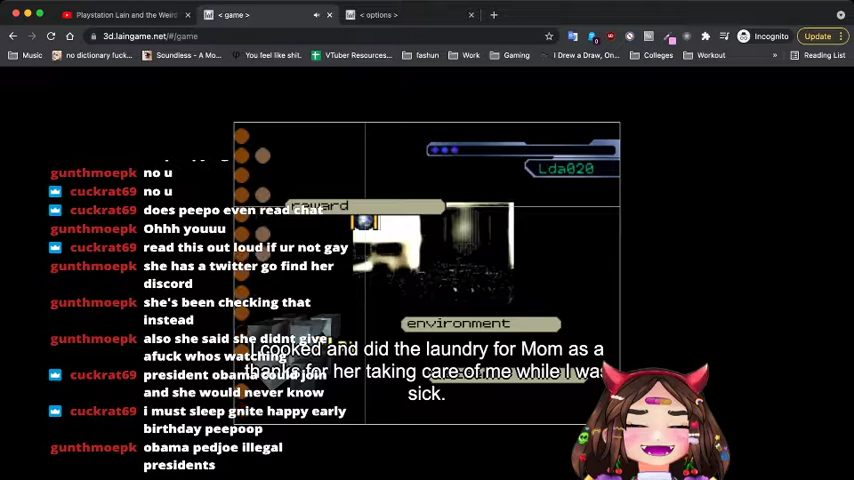 Playstation Lain and the Weird
< game >
< options >
3d.laingame.net/#/game
Incognito
Update
Music
no dictionary fuck...
Soundless - A Mo...
You feel like shit.
VTuber Resources...
fashun
Work
Gaming
I Drew a Draw, On...
Colleges
Workout
Reading List
gunthmoepk no u
cuckrat69 no u
cuckrat69 does peepo even read chat
gunthmoepk Ohhh youuu
cuckrat69 read this out loud if ur not gay
gunthmoepk she has a twitter go find her
discord
gunthmoepk she's been checking that
instead
gunthmoepk also she said she didnt give
afuck whos watching
cuckrat69 president obama could join
and she would never know
cuckrat69 i must sleep gnite happy early
birthday peepoop
gunthmoepk obama pedjoe illegal
presidents
Lda020
reward
environment
I cooked and did the laundry for Mom as a
thanks for her taking care of me while I was
sick.